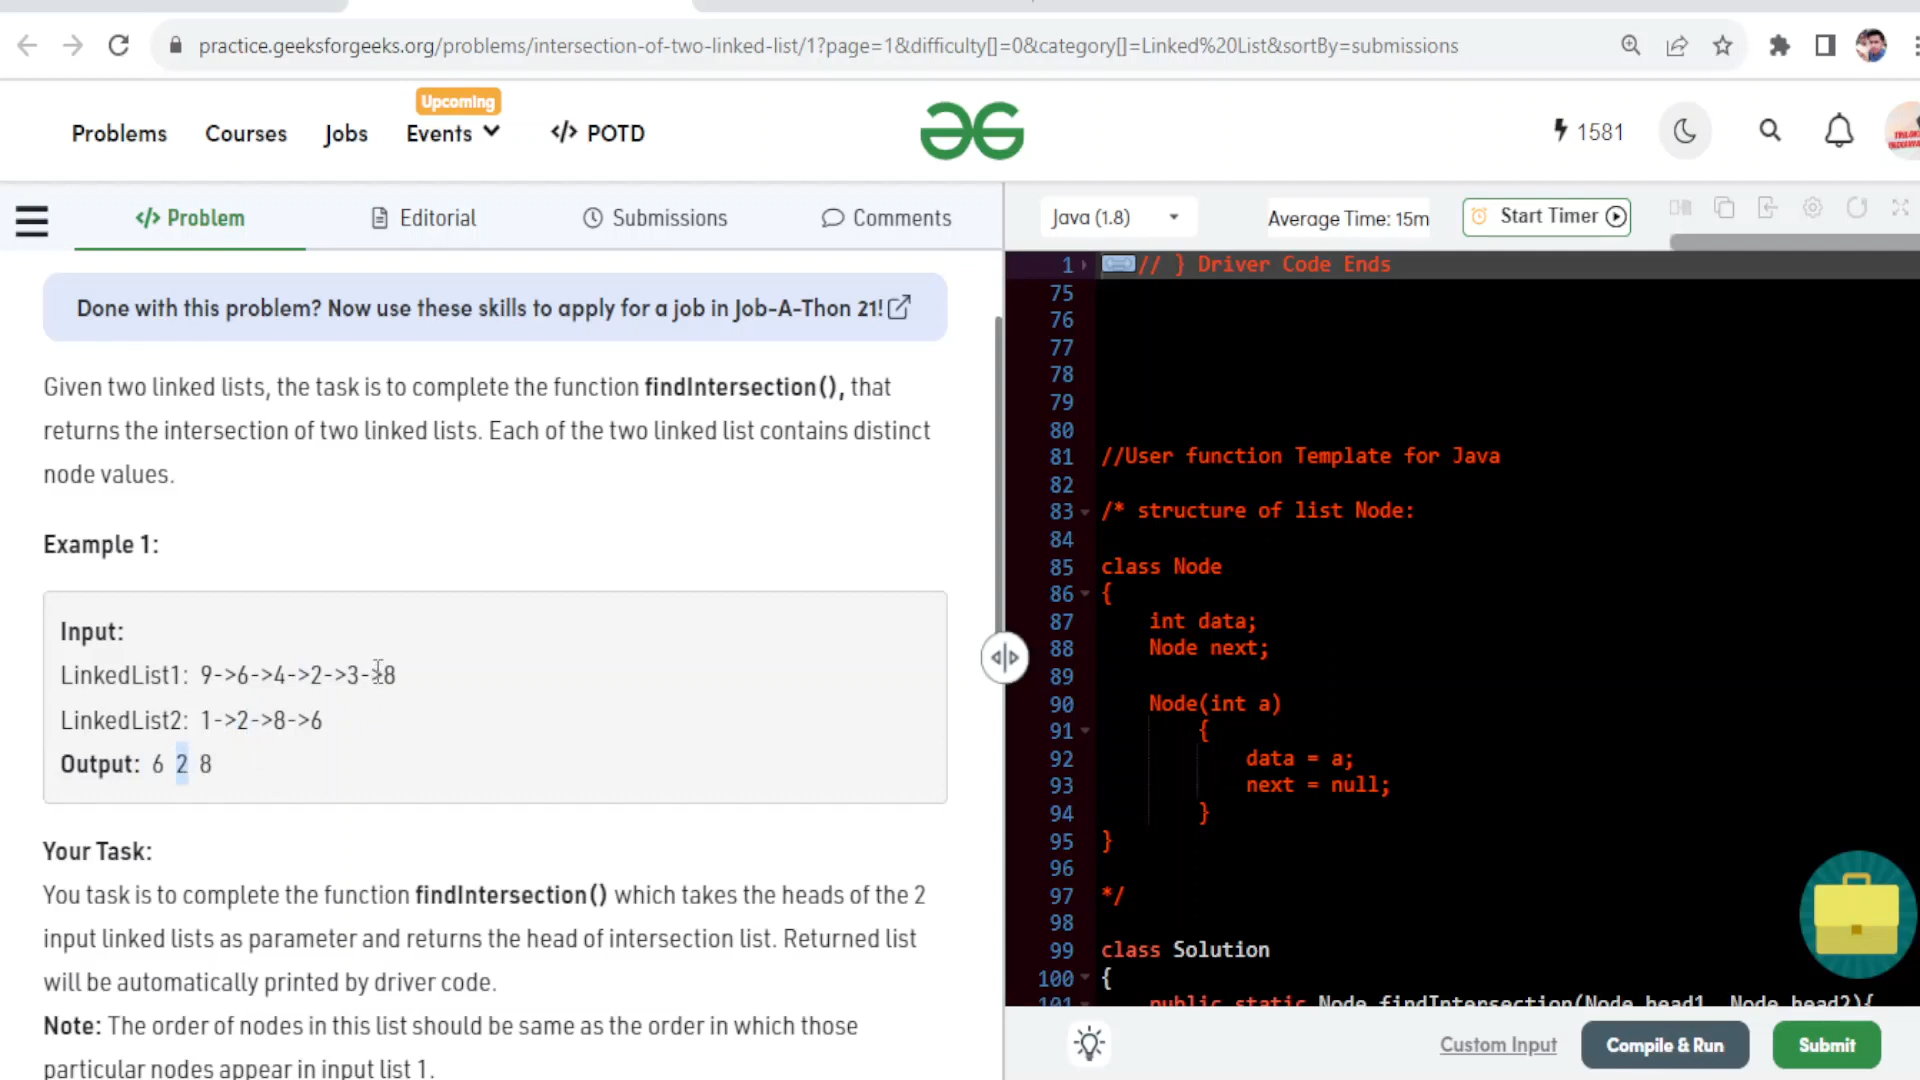 practice.geeksforgeeks.org/problems/intersection-of-two-linked-list/1?page=1&difficulty[]=0&category[]=Linked%20List&sortBy=submissions
Upcoming
Problems Courses Jobs Events </> POTD 1581
</> Problem Editorial Submissions Comments
Java (1.8) Average Time: 15m Start Timer
Done with this problem? Now use these skills to apply for a job in Job-A-Thon 21!
Given two linked lists, the task is to complete the function findIntersection(), that
returns the intersection of two linked lists. Each of the two linked list contains distinct
node values.
Example 1:
Input:
LinkedList1: 9->6->4->2->3->8
LinkedList2: 1->2->8->6
Output: 6 2 8
Your Task:
You task is to complete the function findIntersection() which takes the heads of the 2
input linked lists as parameter and returns the head of intersection list. Returned list
will be automatically printed by driver code.
Note: The order of nodes in this list should be same as the order in which those
particular nodes appear in input list 1.
1 // } Driver Code Ends
75
76
77
78
79
80
81 //User function Template for Java
82
83 /* structure of list Node:
84
85 class Node
86 {
87 int data;
88 Node next;
89
90 Node(int a)
91 {
92 data = a;
93 next = null;
94 }
95 }
96
97 */
98
99 class Solution
100 {
101 public static Node findIntersection(Node head1, Node head2){
Custom Input Compile & Run Submit